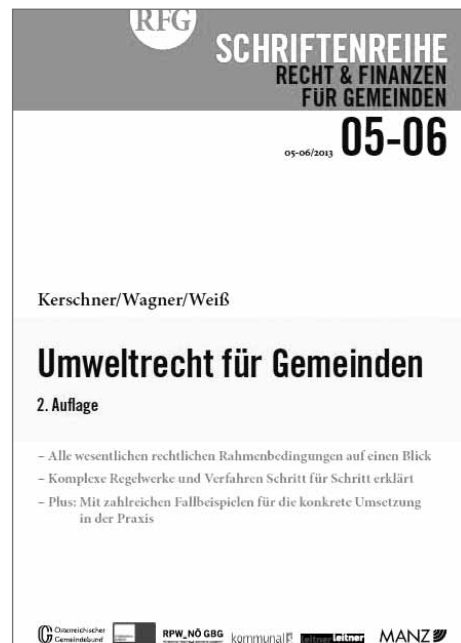 RFG
SCHRIFTENREIHE
RECHT & FINANZEN
FÜR GEMEINDEN
05-06/2013 05-06
Kerschner/Wagner/Weiß
Umweltrecht für Gemeinden
2. Auflage
– Alle wesentlichen rechtlichen Rahmenbedingungen auf einen Blick
– Komplexe Regelwerke und Verfahren Schritt für Schritt erklärt
– Plus: Mit zahlreichen Fallbeispielen für die konkrete Umsetzung
in der Praxis
Österreichischer
Gemeindebund
RPW_NÖ GBG kommunal leitner leitner MANZ